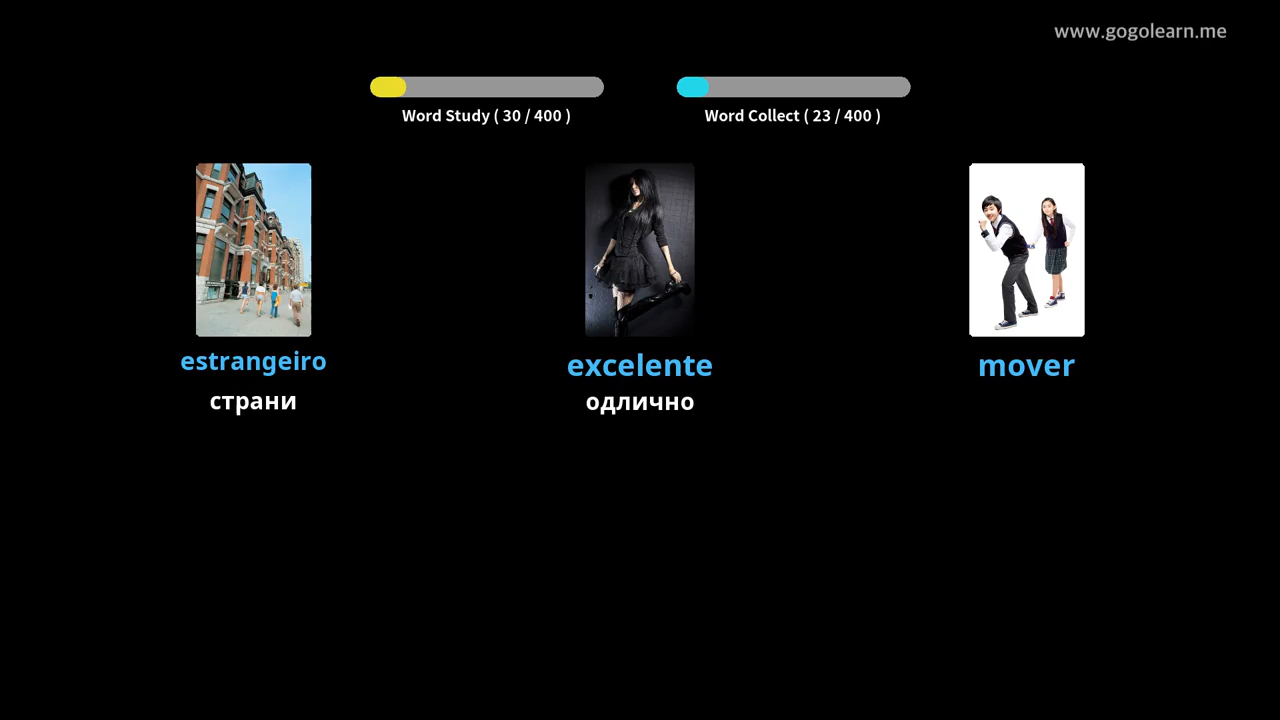 www.gogolearn.me
Word Study ( 30 / 400 )
Word Collect ( 23 / 400 )
estrangeiro
страни
excelente
одлично
mover